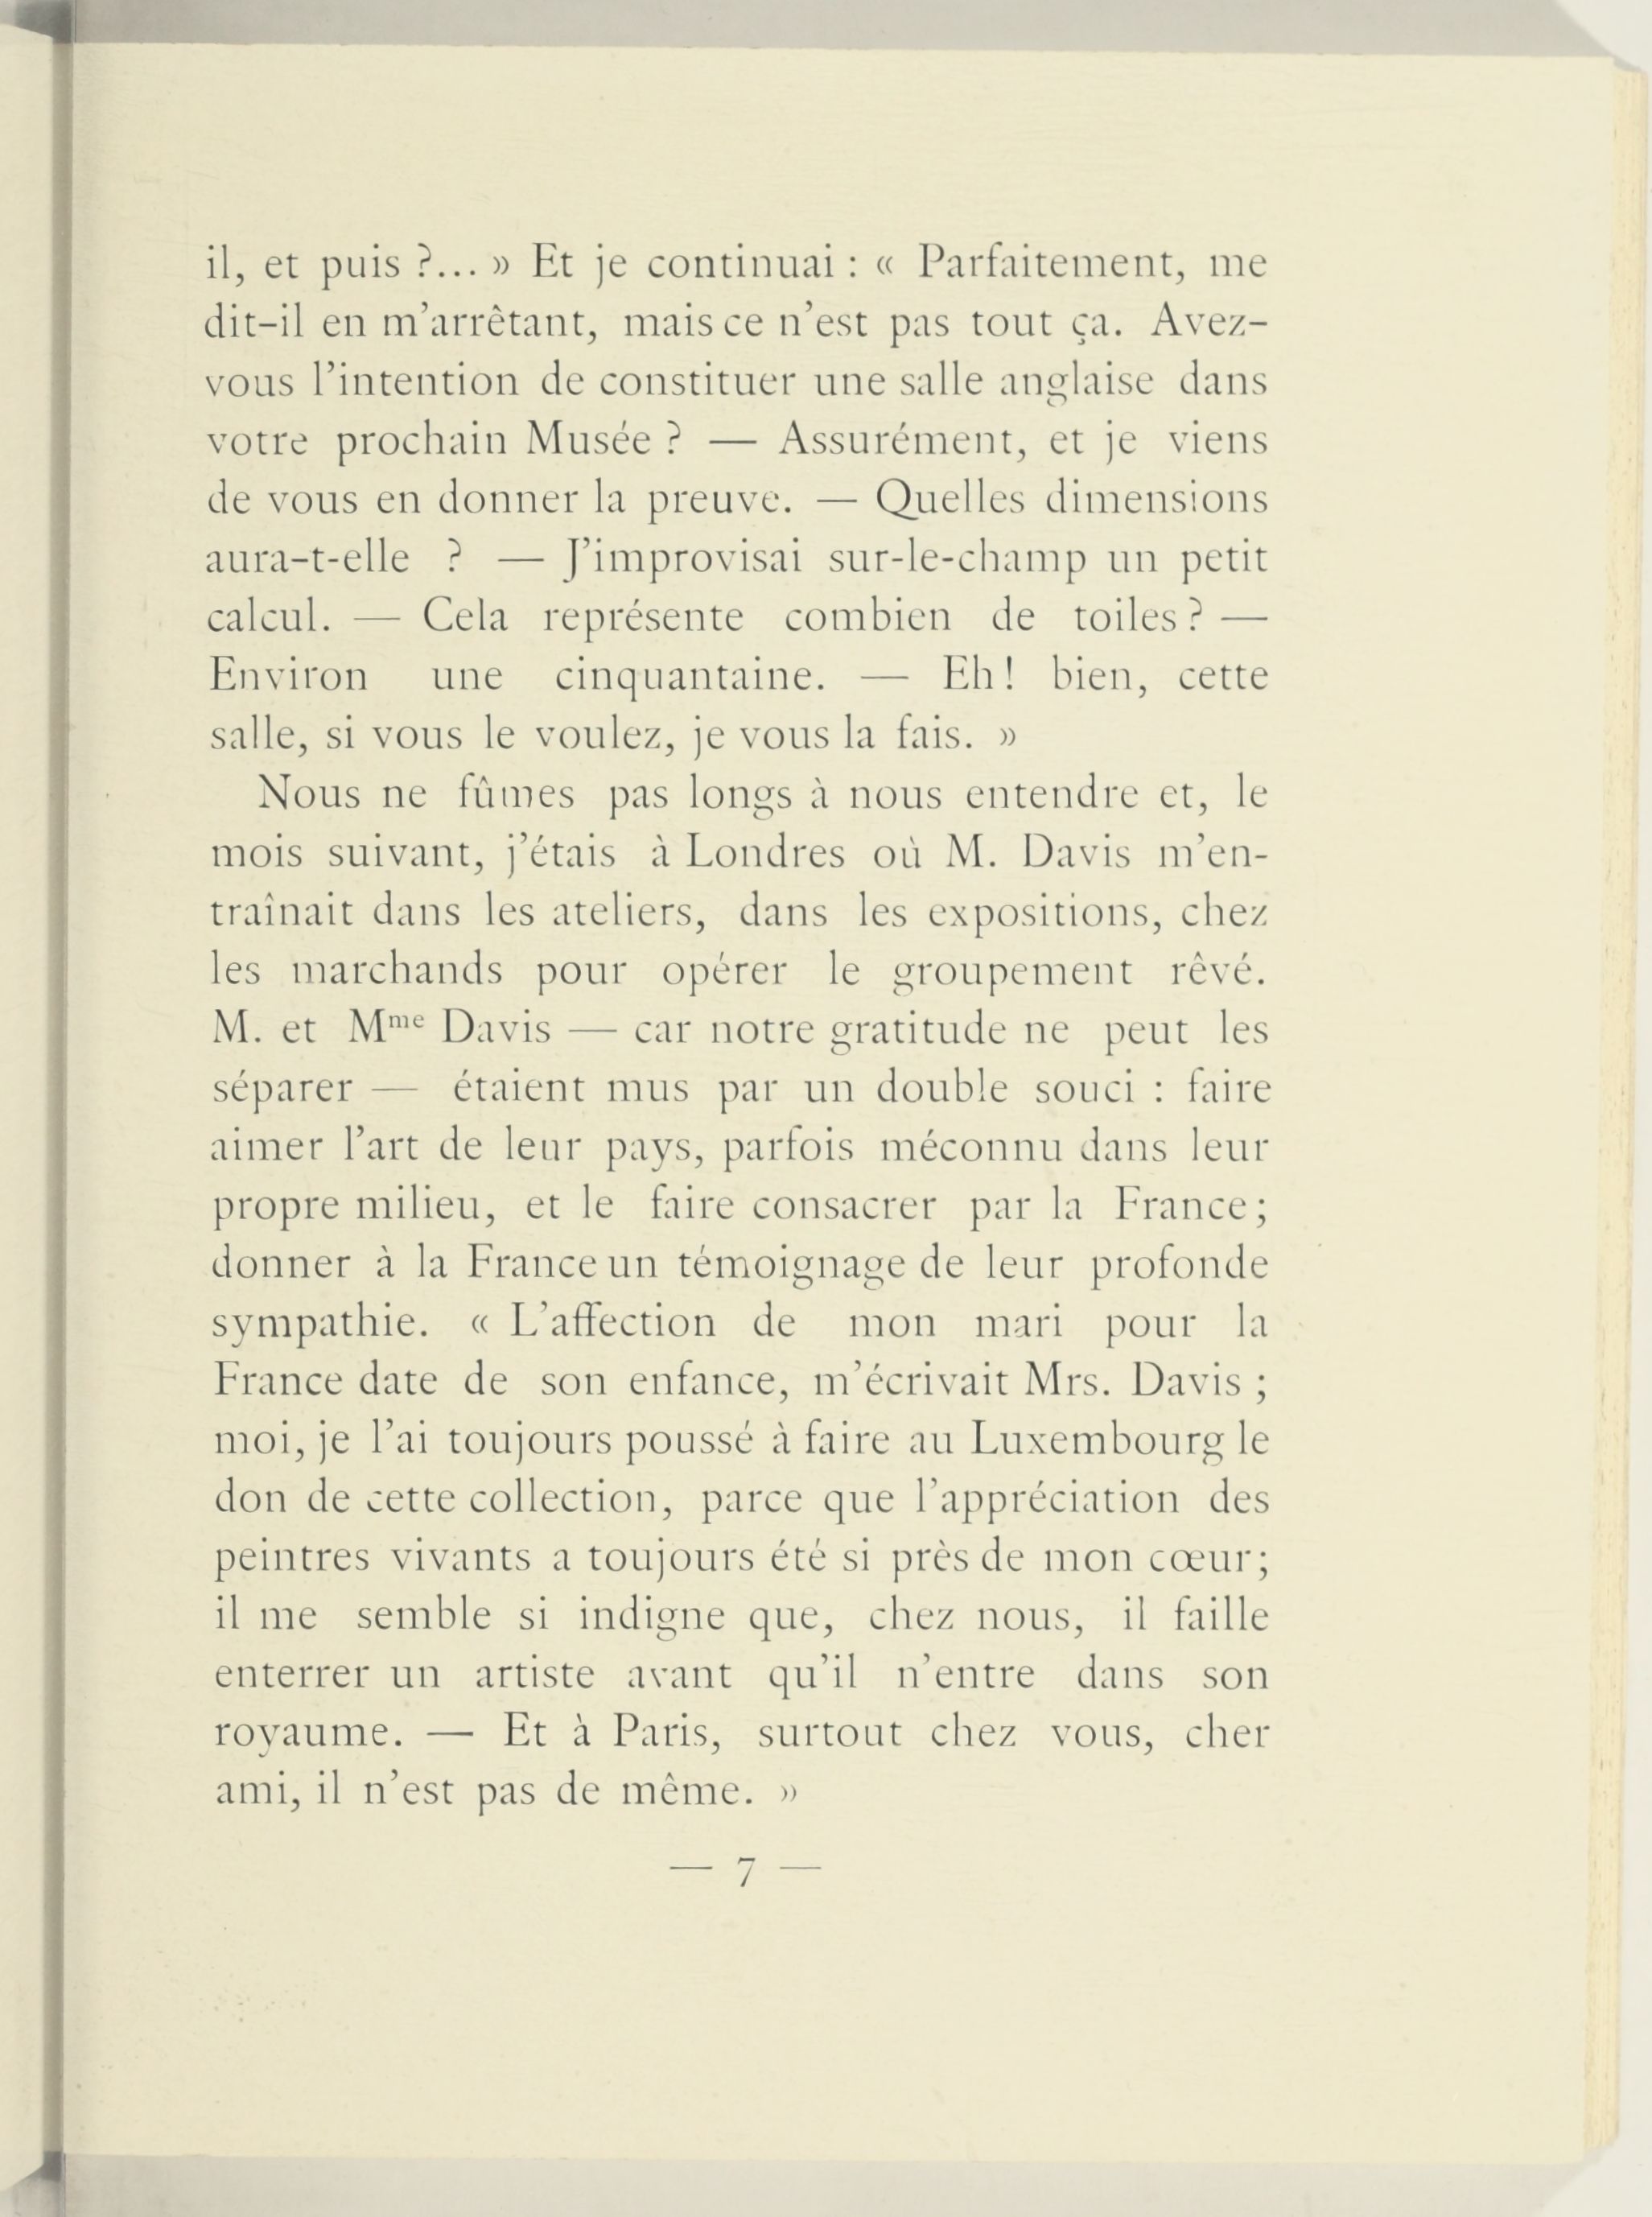 il, et puis ?... » Et je continuai : « Parfaitement, me
dit-il en m'arrêtant, mais ce n'est pas tout ça. Avez-
vous l'intention de constituer une salle anglaise dans
votre prochain Musée ? — Assurément, et je viens
de vous en donner la preuve. — Quelles dimensions
aura-t-elle ? — J'improvisai sur-le-champ un petit
calcul. — Cela représente combien de toiles ? —
Environ une cinquantaine. — Eh ! bien, cette
salle, si vous le voulez, je vous la fais. »
Nous ne fûmes pas longs à nous entendre et, le
mois suivant, j'étais à Londres où M. Davis m'en-
traînait dans les ateliers, dans les expositions, chez
les marchands pour opérer le groupement rêvé.
M. et Mme Davis — car notre gratitude ne peut les
séparer — étaient mus par un double souci : faire
aimer l'art de leur pays, parfois méconnu dans leur
propre milieu, et le faire consacrer par la France ;
donner à la France un témoignage de leur profonde
sympathie. « L'affection de mon mari pour la
France date de son enfance, m'écrivait Mrs. Davis ;
moi, je l'ai toujours poussé à faire au Luxembourg le
don de cette collection, parce que l'appréciation des
peintres vivants a toujours été si près de mon cœur ;
il me semble si indigne que, chez nous, il faille
enterrer un artiste avant qu'il n'entre dans son
royaume. — Et à Paris, surtout chez vous, cher
ami, il n'est pas de même. »
— 7 —